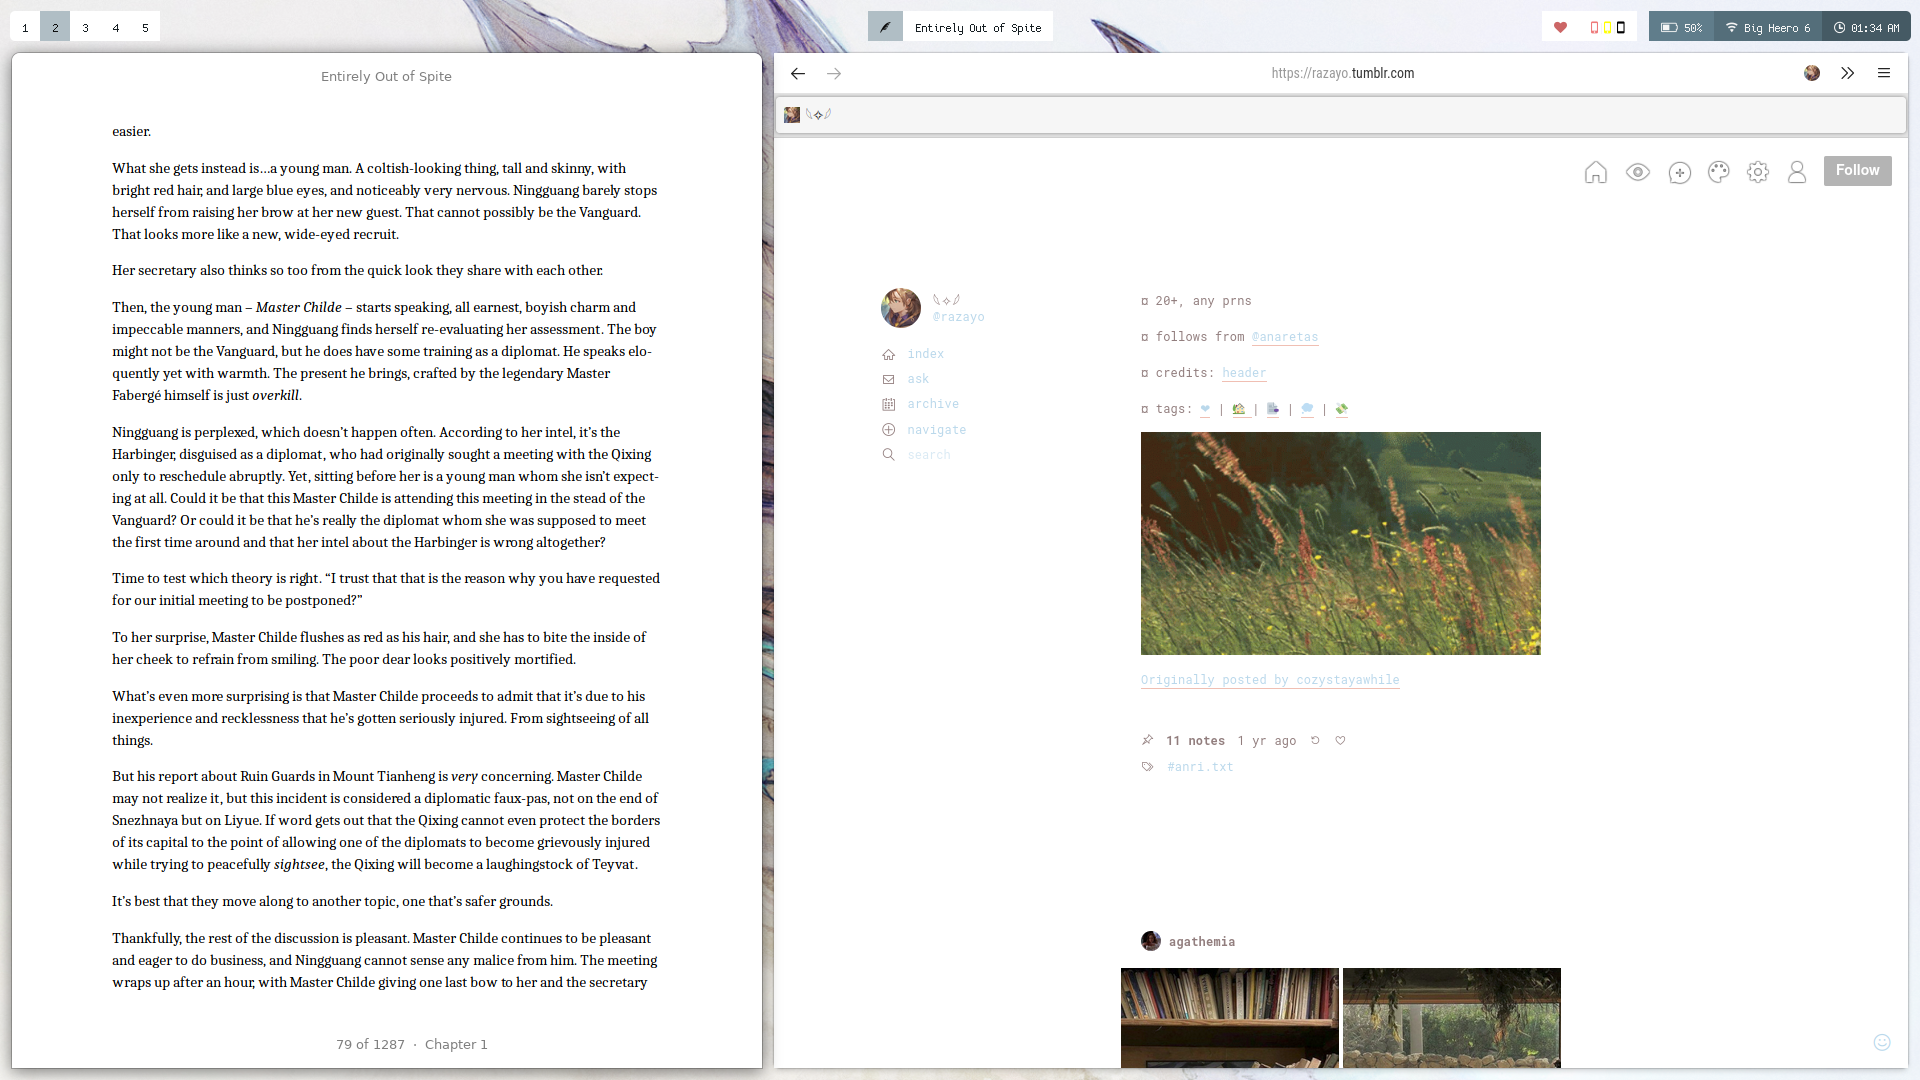 1 2 3 4 5
Entirely Out of Spite
50% Big Heero 6 01:34 AM
Entirely Out of Spite
easier.
What she gets instead is…a young man. A coltish-looking thing, tall and skinny, with
bright red hair, and large blue eyes, and noticeably very nervous. Ningguang barely stops
herself from raising her brow at her new guest. That cannot possibly be the Vanguard.
That looks more like a new, wide-eyed recruit.
Her secretary also thinks so too from the quick look they share with each other.
Then, the young man – Master Childe – starts speaking, all earnest, boyish charm and
impeccable manners, and Ningguang finds herself re-evaluating her assessment. The boy
might not be the Vanguard, but he does have some training as a diplomat. He speaks elo-
quently yet with warmth. The present he brings, crafted by the legendary Master
Fabergé himself is just overkill.
Ningguang is perplexed, which doesn’t happen often. According to her intel, it’s the
Harbinger, disguised as a diplomat, who had originally sought a meeting with the Qixing
only to reschedule abruptly. Yet, sitting before her is a young man whom she isn’t expect-
ing at all. Could it be that this Master Childe is attending this meeting in the stead of the
Vanguard? Or could it be that he’s really the diplomat whom she was supposed to meet
the first time around and that her intel about the Harbinger is wrong altogether?
Time to test which theory is right. “I trust that that is the reason why you have requested
for our initial meeting to be postponed?”
To her surprise, Master Childe flushes as red as his hair, and she has to bite the inside of
her cheek to refrain from smiling. The poor dear looks positively mortified.
What’s even more surprising is that Master Childe proceeds to admit that it’s due to his
inexperience and recklessness that he’s gotten seriously injured. From sightseeing of all
things.
But his report about Ruin Guards in Mount Tianheng is very concerning. Master Childe
may not realize it, but this incident is considered a diplomatic faux-pas, not on the end of
Snezhnaya but on Liyue. If word gets out that the Qixing cannot even protect the borders
of its capital to the point of allowing one of the diplomats to become grievously injured
while trying to peacefully sightsee, the Qixing will become a laughingstock of Teyvat.
It’s best that they move along to another topic, one that’s safer grounds.
Thankfully, the rest of the discussion is pleasant. Master Childe continues to be pleasant
and eager to do business, and Ningguang cannot sense any malice from him. The meeting
wraps up after an hour, with Master Childe giving one last bow to her and the secretary
79 of 1287 · Chapter 1
https://razayo.tumblr.com
Follow
@razayo
index
ask
archive
navigate
search
¤ 20+, any prns
¤ follows from @anaretas
¤ credits: header
¤ tags: ❤ | 🏡 | | 💭 | 💸
Originally posted by cozystayawhile
11 notes 1 yr ago
#anri.txt
agathemia